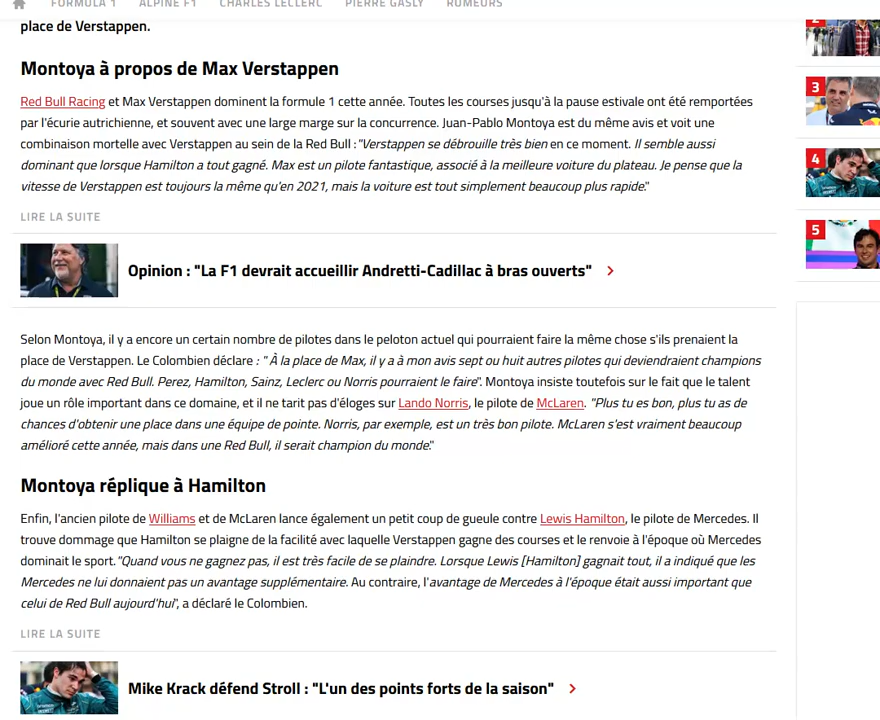 FORMULA 1 ALPINE F1 CHARLES LECLERC PIERRE GASLY RUMEURS
place de Verstappen.
Montoya à propos de Max Verstappen
Red Bull Racing et Max Verstappen dominent la formule 1 cette année. Toutes les courses jusqu'à la pause estivale ont été remportées
par l'écurie autrichienne, et souvent avec une large marge sur la concurrence. Juan-Pablo Montoya est du même avis et voit une
combinaison mortelle avec Verstappen au sein de la Red Bull :"Verstappen se débrouille très bien en ce moment. Il semble aussi
dominant que lorsque Hamilton a tout gagné. Max est un pilote fantastique, associé à la meilleure voiture du plateau. Je pense que la
vitesse de Verstappen est toujours la même qu'en 2021, mais la voiture est tout simplement beaucoup plus rapide."
LIRE LA SUITE
Opinion : "La F1 devrait accueillir Andretti-Cadillac à bras ouverts"
Selon Montoya, il y a encore un certain nombre de pilotes dans le peloton actuel qui pourraient faire la même chose s'ils prenaient la
place de Verstappen. Le Colombien déclare : " À la place de Max, il y a à mon avis sept ou huit autres pilotes qui deviendraient champions
du monde avec Red Bull. Perez, Hamilton, Sainz, Leclerc ou Norris pourraient le faire". Montoya insiste toutefois sur le fait que le talent
joue un rôle important dans ce domaine, et il ne tarit pas d'éloges sur Lando Norris, le pilote de McLaren. "Plus tu es bon, plus tu as de
chances d'obtenir une place dans une équipe de pointe. Norris, par exemple, est un très bon pilote. McLaren s'est vraiment beaucoup
amélioré cette année, mais dans une Red Bull, il serait champion du monde."
Montoya réplique à Hamilton
Enfin, l'ancien pilote de Williams et de McLaren lance également un petit coup de gueule contre Lewis Hamilton, le pilote de Mercedes. Il
trouve dommage que Hamilton se plaigne de la facilité avec laquelle Verstappen gagne des courses et le renvoie à l'époque où Mercedes
dominait le sport."Quand vous ne gagnez pas, il est très facile de se plaindre. Lorsque Lewis [Hamilton] gagnait tout, il a indiqué que les
Mercedes ne lui donnaient pas un avantage supplémentaire. Au contraire, l'avantage de Mercedes à l'époque était aussi important que
celui de Red Bull aujourd'hui", a déclaré le Colombien.
LIRE LA SUITE
Mike Krack défend Stroll : "L'un des points forts de la saison"
2
3
4
5